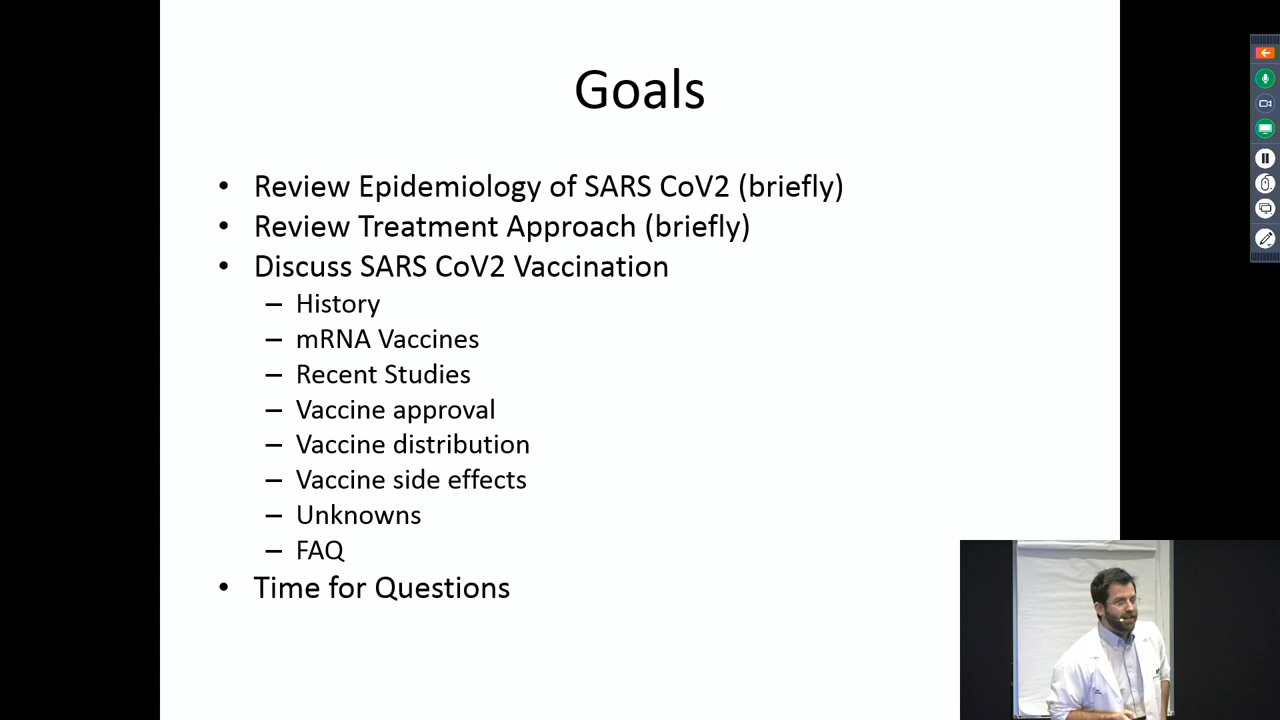 Goals
• Review Epidemiology of SARS CoV2 (briefly)
• Review Treatment Approach (briefly)
• Discuss SARS CoV2 Vaccination
– History
– mRNA Vaccines
– Recent Studies
– Vaccine approval
– Vaccine distribution
– Vaccine side effects
– Unknowns
– FAQ
• Time for Questions